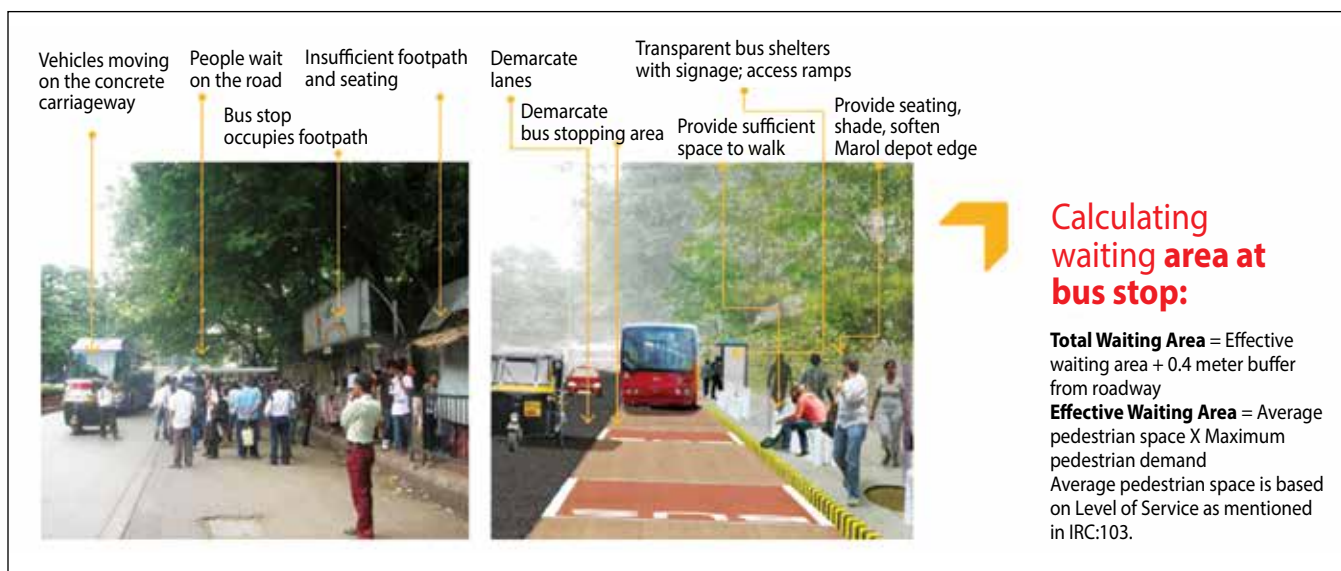 Vehicles moving
on the concrete
carriageway
People wait
on the road
Bus stop
occupies footpath
Insufficient footpath
and seating
Demarcate
lanes
Demarcate
bus stopping area
Transparent bus shelters
with signage; access ramps
Provide sufficient
space to walk
Provide seating,
shade, soften
Marol depot edge
Calculating
waiting area at
bus stop:
Total Waiting Area = Effective
waiting area + 0.4 meter buffer
from roadway
Effective Waiting Area = Average
pedestrian space X Maximum
pedestrian demand
Average pedestrian space is based
on Level of Service as mentioned
in IRC:103.